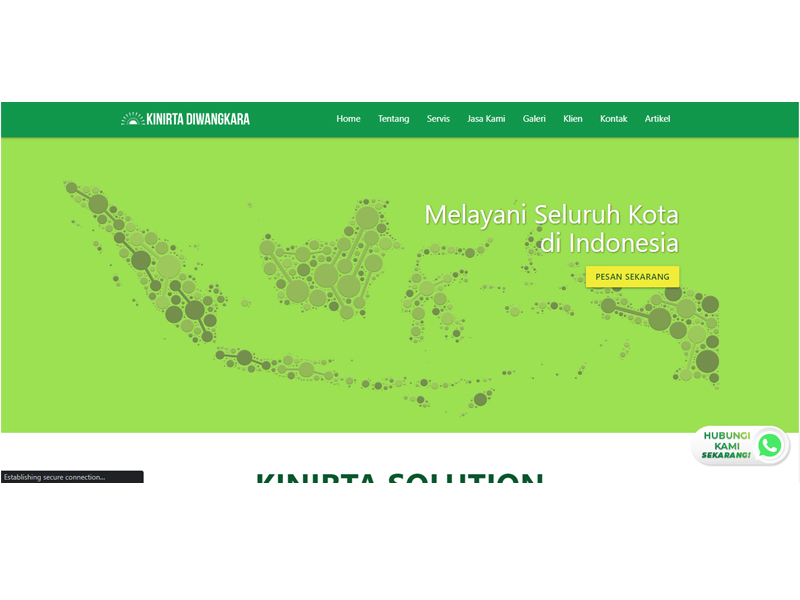 KINIRTA DIWANGKARA
Home Tentang Servis Jasa Kami Galeri Klien Kontak Artikel
Melayani Seluruh Kota
di Indonesia
PESAN SEKARANG
HUBUNGI
KAMI
SEKARANG!
Establishing secure connection...
KINIRTA SOLUTION